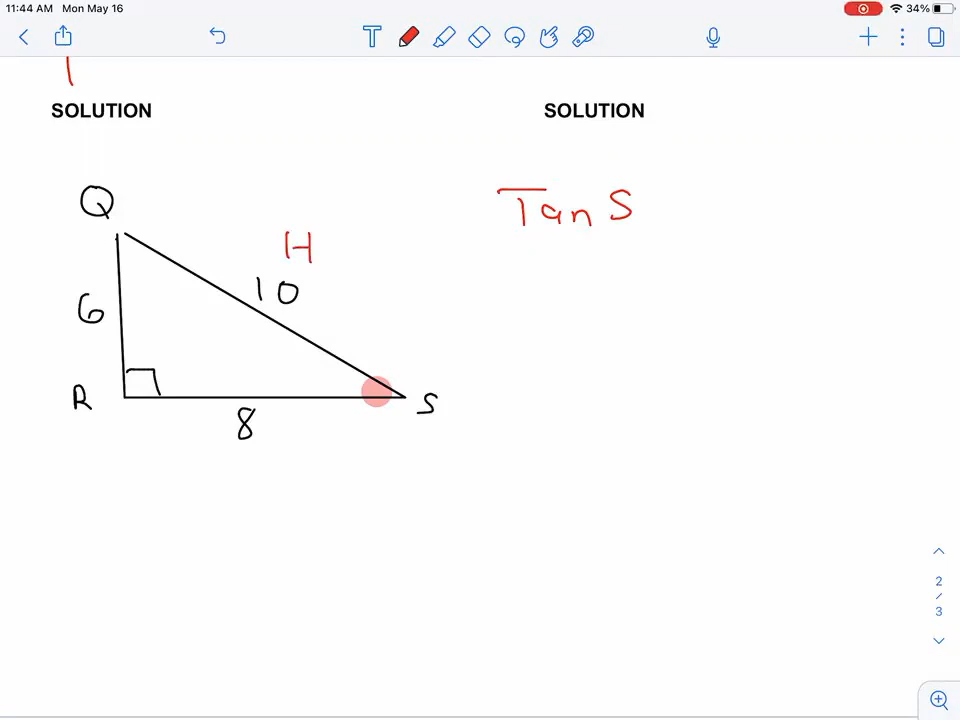 11:44 AM Mon May 16
34%
T
SOLUTION
SOLUTION
Q
Tan S
H
10
6
R
S
8
2
/
3